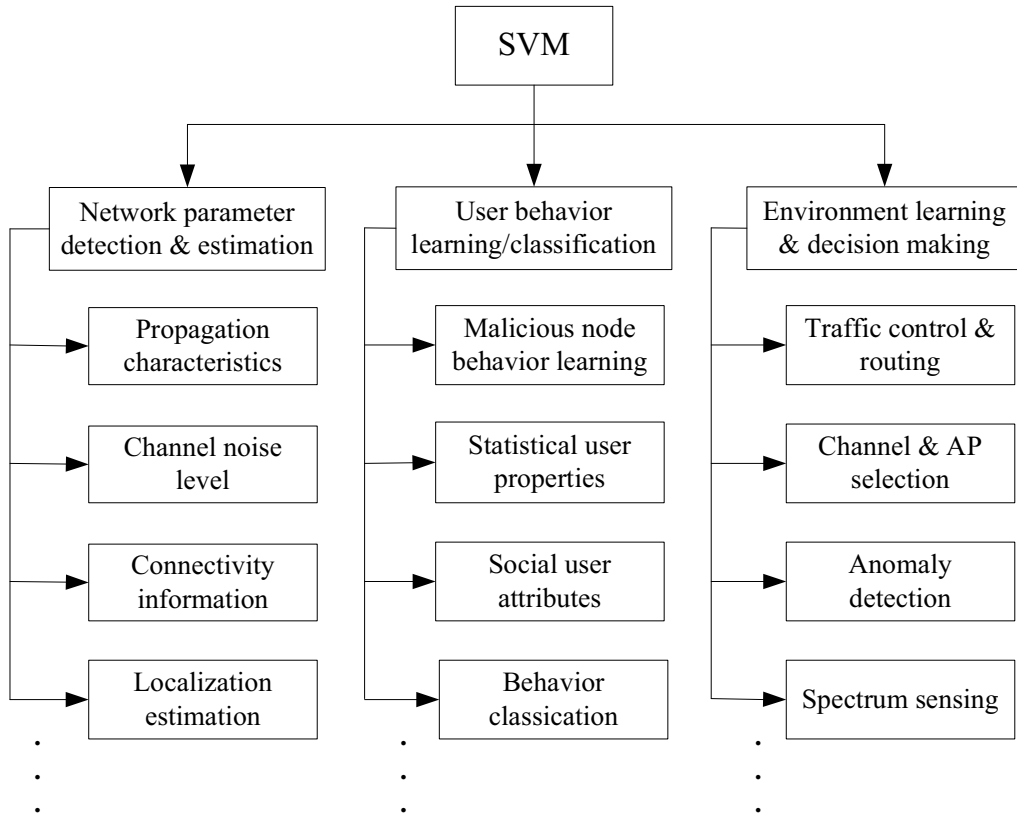 SVM
Network parameter
detection & estimation
Propagation
characteristics
Channel noise
level
Connectivity
information
Localization
estimation
User behavior
learning/classification
Malicious node
behavior learning
Statistical user
properties
Social user
attributes
Behavior
classication
Environment learning
& decision making
Traffic control &
routing
Channel & AP
selection
Anomaly
detection
Spectrum sensing